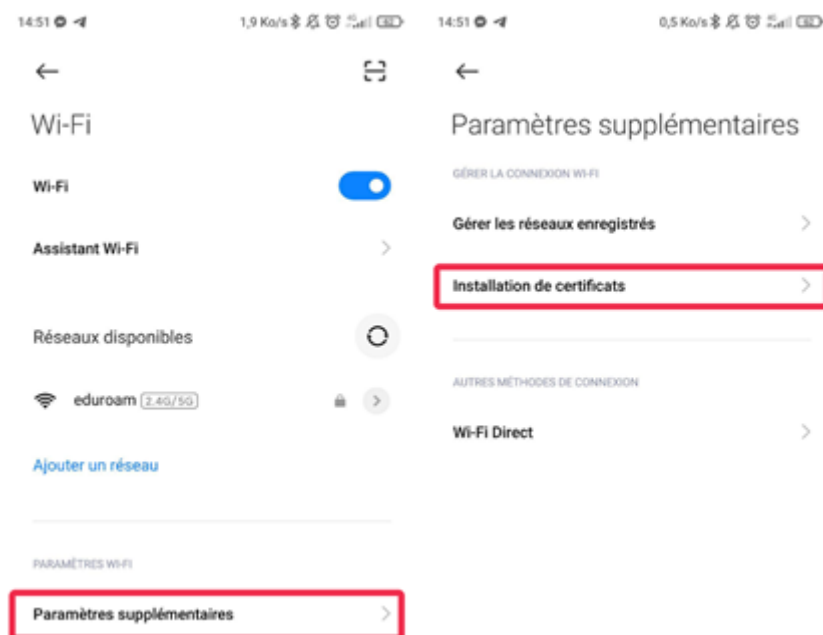 14:51
1,9 Ko/s
Wi-Fi
Wi-Fi
Assistant Wi-Fi
Réseaux disponibles
eduroam 2.4G/5G
Ajouter un réseau
PARAMÈTRES WI-FI
Paramètres supplémentaires
14:51
0,5 Ko/s
Paramètres supplémentaires
GÉRER LA CONNEXION WI-FI
Gérer les réseaux enregistrés
Installation de certificats
AUTRES MÉTHODES DE CONNEXION
Wi-Fi Direct